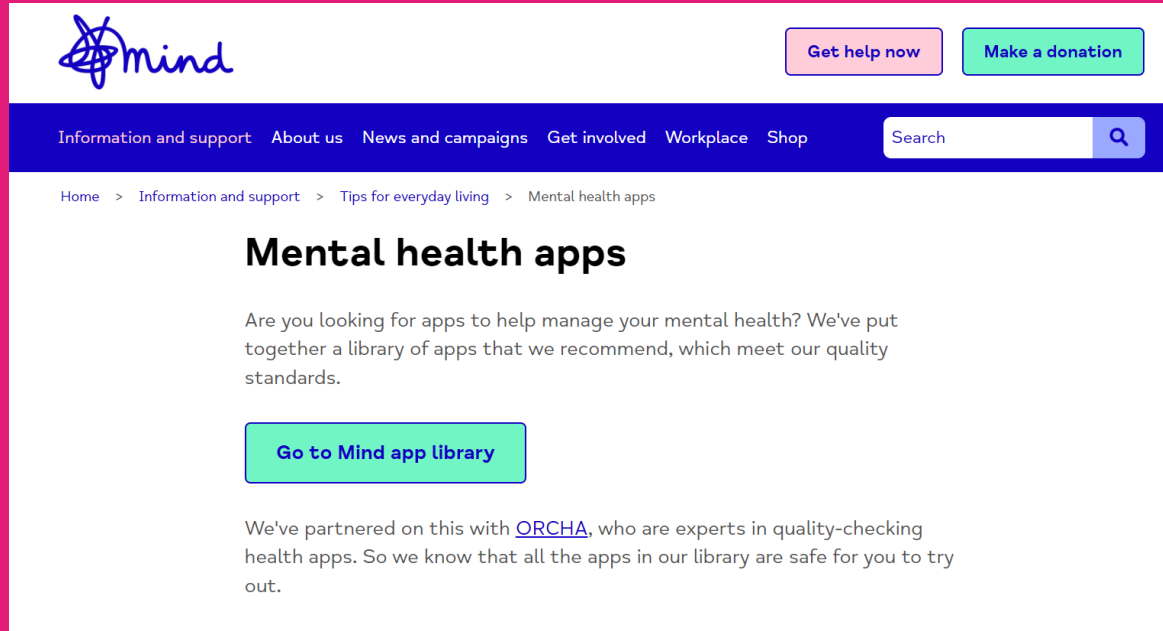 mind
Get help now
Make a donation
Information and support About us News and campaigns Get involved Workplace Shop
Search
Home > Information and support > Tips for everyday living > Mental health apps
Mental health apps
Are you looking for apps to help manage your mental health? We've put
together a library of apps that we recommend, which meet our quality
standards.
Go to Mind app library
We've partnered on this with ORCHA, who are experts in quality-checking
health apps. So we know that all the apps in our library are safe for you to try
out.